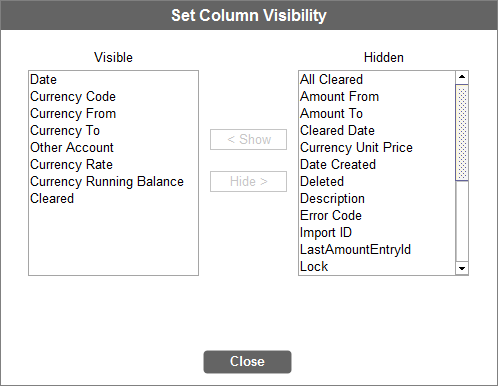 Set Column Visibility
Visible
Hidden
Date
Currency Code
Currency From
Currency To
Other Account
Currency Rate
Currency Running Balance
Cleared
< Show
Hide >
All Cleared
Amount From
Amount To
Cleared Date
Currency Unit Price
Date Created
Deleted
Description
Error Code
Import ID
LastAmountEntryId
Lock
Close